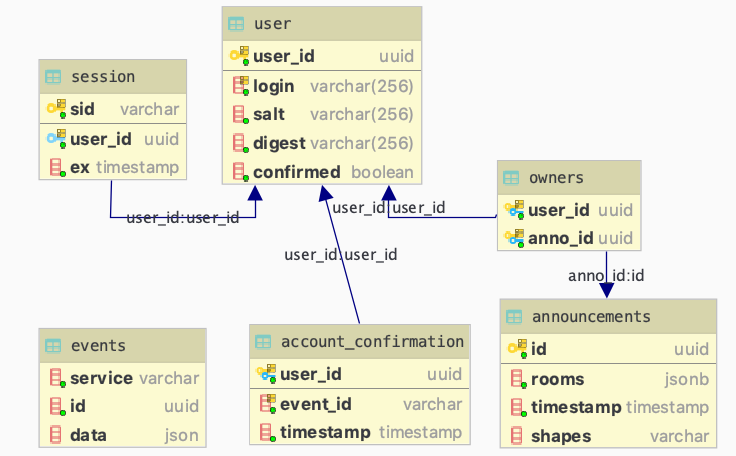 user
user_id uuid
login varchar(256)
salt varchar(256)
digest varchar(256)
confirmed boolean
session
sid varchar
user_id uuid
ex timestamp
owners
user_id uuid
anno_id uuid
user_id:user_id
user_id:user_id
user_id:user_id
anno_id:id
events
service varchar
id uuid
data json
account_confirmation
user_id uuid
event_id varchar
timestamp timestamp
announcements
id uuid
rooms jsonb
timestamp timestamp
shapes varchar